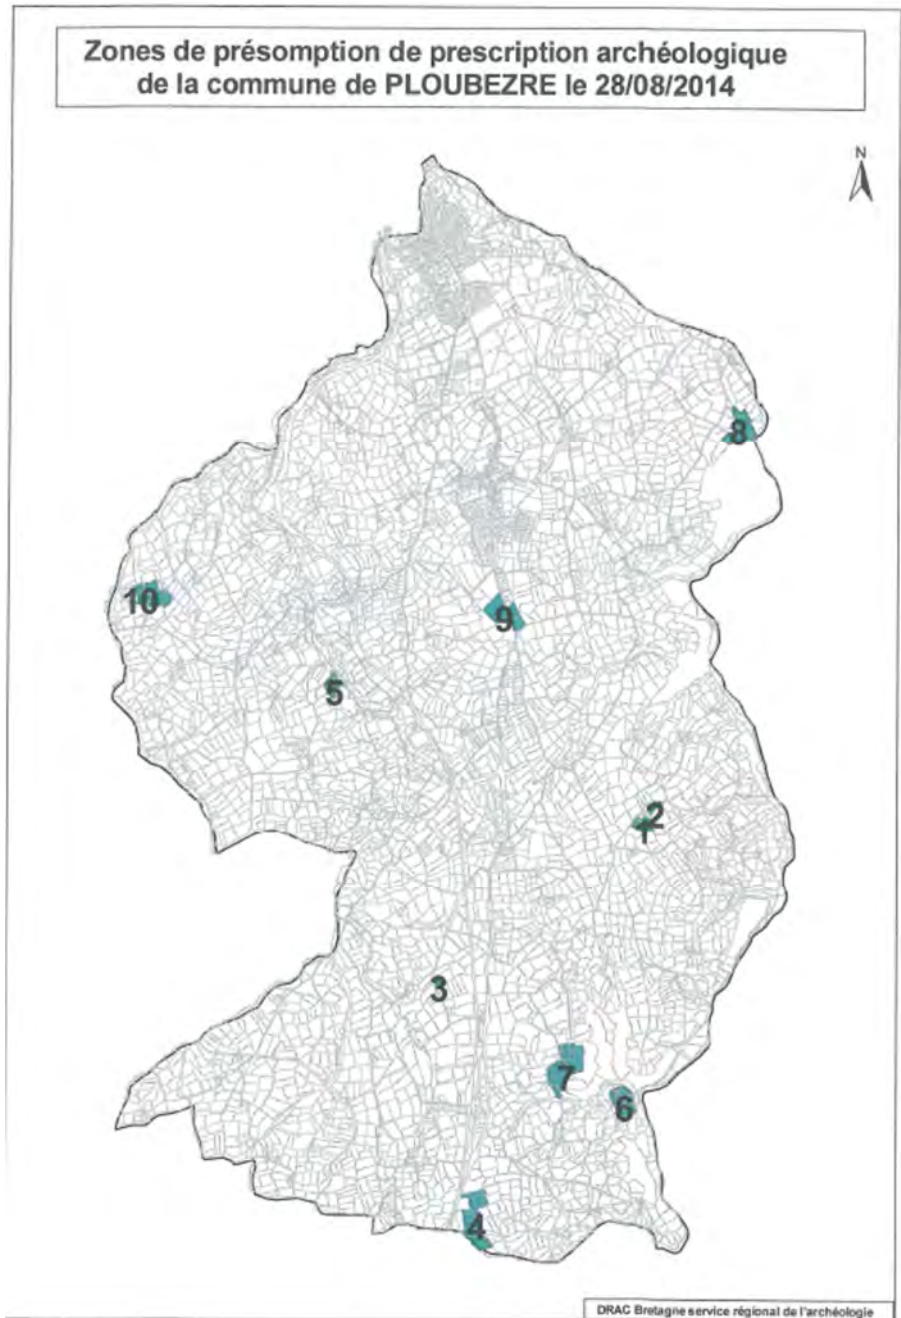 Zones de présomption de prescription archéologique
de la commune de PLOUBEZRE le 28/08/2014
N
8
10
9
5
2
1
3
7
6
4
DRAC Bretagne service régional de l'archéologie